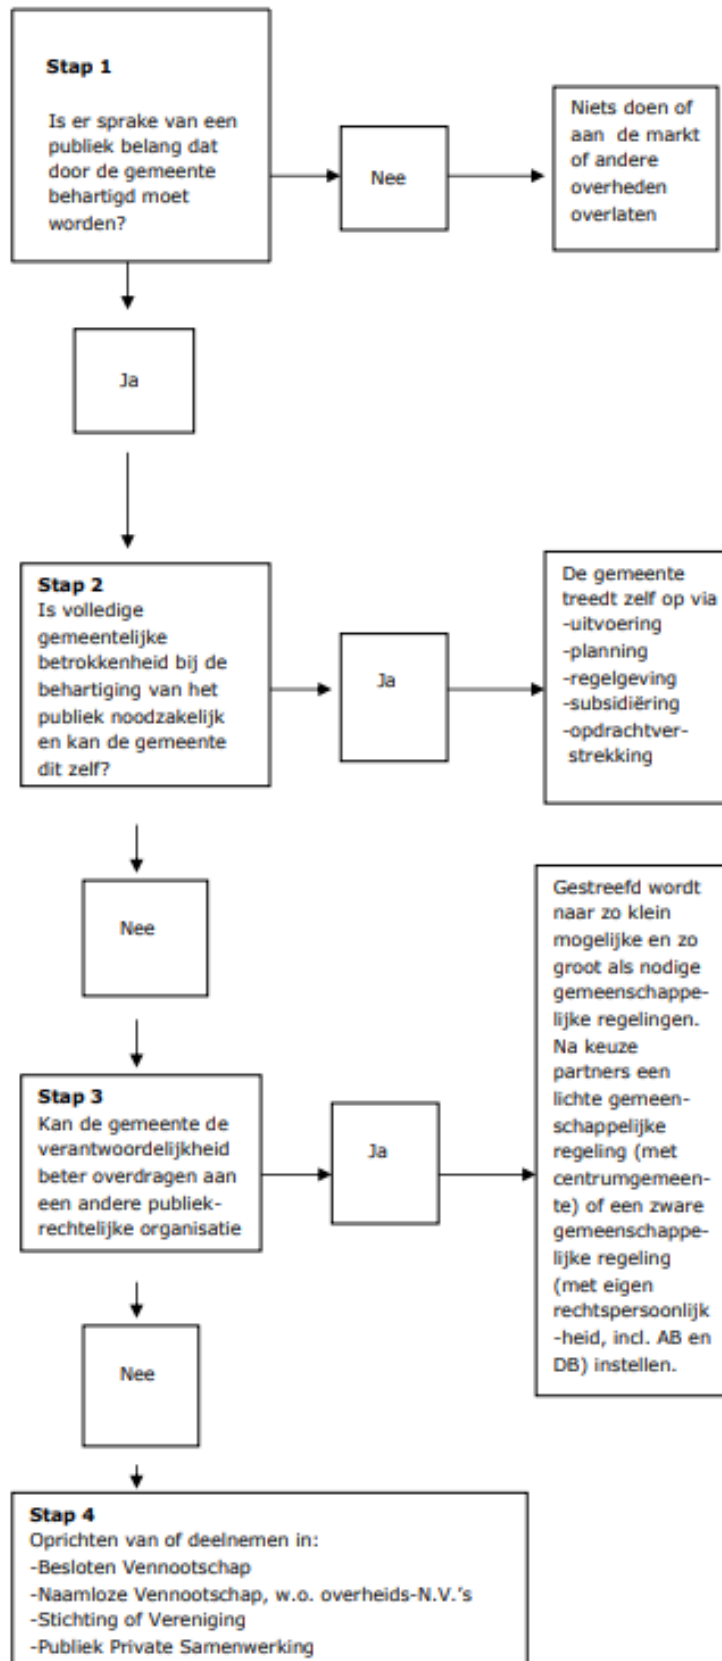 Stap 1
Is er sprake van een
publiek belang dat
door de gemeente
behartigd moet
worden?
Nee
Niets doen of
aan de markt
of andere
overheden
overlaten
Ja
Stap 2
Is volledige
gemeentelijke
betrokkenheid bij de
behartiging van het
publiek noodzakelijk
en kan de gemeente
dit zelf?
Ja
De gemeente
treedt zelf op via
-uitvoering
-planning
-regelgeving
-subsidiëring
-opdrachtver-
strekking
Nee
Stap 3
Kan de gemeente de
verantwoordelijkheid
beter overdragen aan
een andere publiek-
rechtelijke organisatie
Ja
Gestreefd wordt
naar zo klein
mogelijke en zo
groot als nodige
gemeenschappe-
lijke regelingen.
Na keuze
partners een
lichte gemeen-
schappelijke
regeling (met
centrumgemeen-
te) of een zware
gemeenschappe-
lijke regeling
(met eigen
rechtspersoonlijk
-heid, incl. AB en
DB) instellen.
Nee
Stap 4
Oprichten van of deelnemen in:
-Besloten Vennootschap
-Naamloze Vennootschap, w.o. overheids-N.V.'s
-Stichting of Vereniging
-Publiek Private Samenwerking